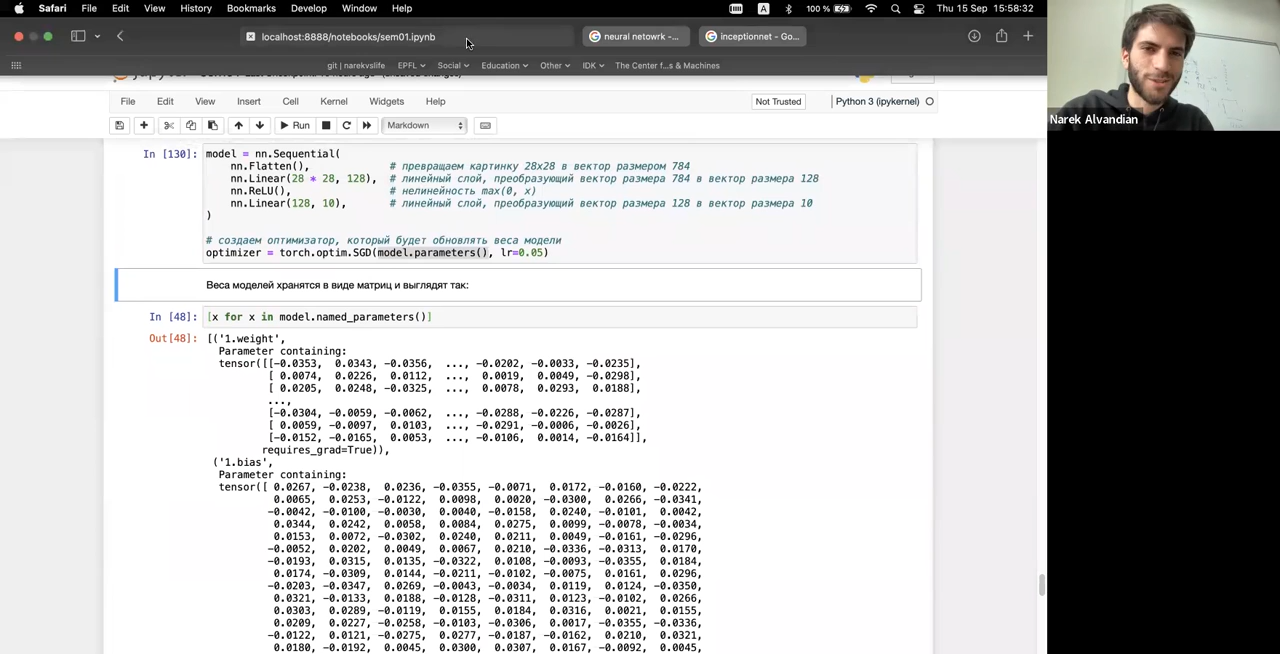 Safari File Edit View History Bookmarks Develop Window Help A 100 % Thu 15 Sep 15:58:32
localhost:8888/notebooks/sem01.ipynb neural netowrk -... inceptionnet - Go...
git | narekvslife EPFL Social Education Other IDK The Center f...s & Machines
File Edit View Insert Cell Kernel Widgets Help Not Trusted Python 3 (ipykernel)
Run Markdown
Narek Alvandian
In [130]: model = nn.Sequential(
nn.Flatten(), # превращаем картинку 28x28 в вектор размером 784
nn.Linear(28 * 28, 128), # линейный слой, преобразующий вектор размера 784 в вектор размера 128
nn.ReLU(), # нелинейность max(0, x)
nn.Linear(128, 10), # линейный слой, преобразующий вектор размера 128 в вектор размера 10
)
# создаем оптимизатор, который будет обновлять веса модели
optimizer = torch.optim.SGD(model.parameters(), lr=0.05)
Веса моделей хранятся в виде матриц и выглядят так:
In [48]: [x for x in model.named_parameters()]
Out[48]: [('1.weight',
Parameter containing:
tensor([[-0.0353, 0.0343, -0.0356, ..., -0.0202, -0.0033, -0.0235],
[ 0.0074, 0.0226, 0.0112, ..., 0.0019, 0.0049, -0.0298],
[ 0.0205, 0.0248, -0.0325, ..., 0.0078, 0.0293, 0.0188],
...,
[-0.0304, -0.0059, -0.0062, ..., -0.0288, -0.0226, -0.0287],
[ 0.0059, -0.0097, 0.0103, ..., -0.0291, -0.0006, -0.0026],
[-0.0152, -0.0165, 0.0053, ..., -0.0106, 0.0014, -0.0164]],
requires_grad=True)),
('1.bias',
Parameter containing:
tensor([ 0.0267, -0.0238, 0.0236, -0.0355, -0.0071, 0.0172, -0.0160, -0.0222,
0.0065, 0.0253, -0.0122, 0.0098, 0.0020, -0.0300, 0.0266, -0.0341,
-0.0042, -0.0100, -0.0030, 0.0040, -0.0158, 0.0240, -0.0101, 0.0042,
0.0344, 0.0242, 0.0058, 0.0084, 0.0275, 0.0099, -0.0078, -0.0034,
0.0153, 0.0072, -0.0302, 0.0240, 0.0211, 0.0049, -0.0161, -0.0296,
-0.0052, 0.0202, 0.0049, 0.0067, 0.0210, -0.0336, -0.0313, 0.0170,
-0.0193, 0.0315, 0.0135, -0.0322, 0.0108, -0.0093, -0.0355, 0.0184,
0.0174, -0.0309, 0.0144, -0.0211, -0.0102, -0.0075, 0.0161, 0.0296,
-0.0203, -0.0347, 0.0269, -0.0043, -0.0034, 0.0119, 0.0124, -0.0350,
0.0321, -0.0133, 0.0188, -0.0128, -0.0311, 0.0123, -0.0102, 0.0266,
0.0303, 0.0289, -0.0119, 0.0155, 0.0184, 0.0316, 0.0021, 0.0155,
0.0209, 0.0227, 0.0310, -0.0103, -0.0306, 0.0017, -0.0355, -0.0336,
-0.0122, 0.0121, -0.0275, 0.0277, -0.0187, -0.0162, 0.0210, 0.0321,
0.0180, -0.0192, 0.0045, 0.0300, 0.0307, 0.0167, -0.0092, 0.0045,